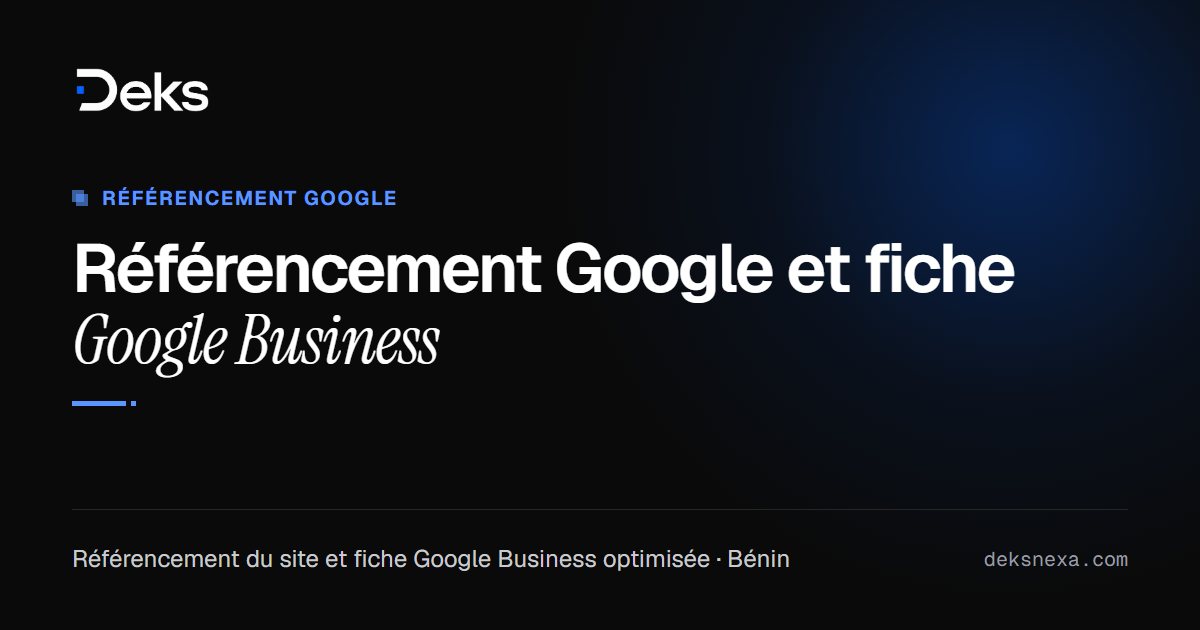 Deks
RÉFÉRENCEMENT GOOGLE
Référencement Google et fiche
Google Business
Référencement du site et fiche Google Business optimisée · Bénin
deksnexa.com